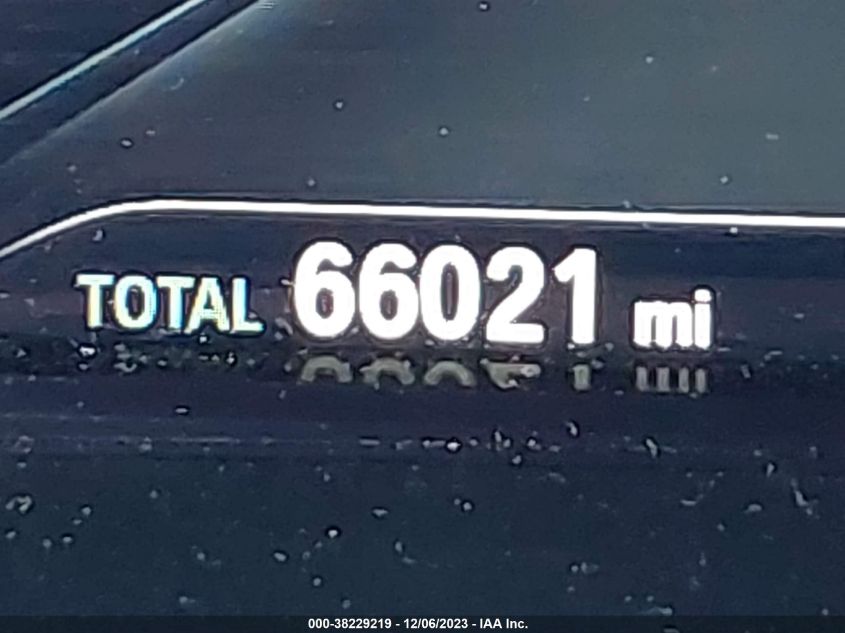 TOTAL 66021 mi
000-38229219 - 12/06/2023 - IAA Inc.